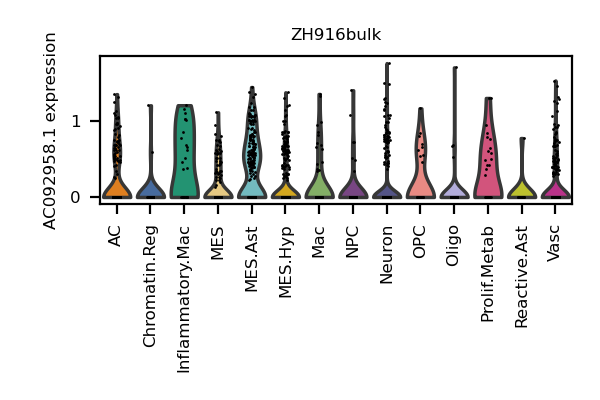 ZH916bulk
AC092958.1 expression
1
0
AC
Chromatin.Reg
Inflammatory.Mac
MES
MES.Ast
MES.Hyp
Mac
NPC
Neuron
OPC
Oligo
Prolif.Metab
Reactive.Ast
Vasc